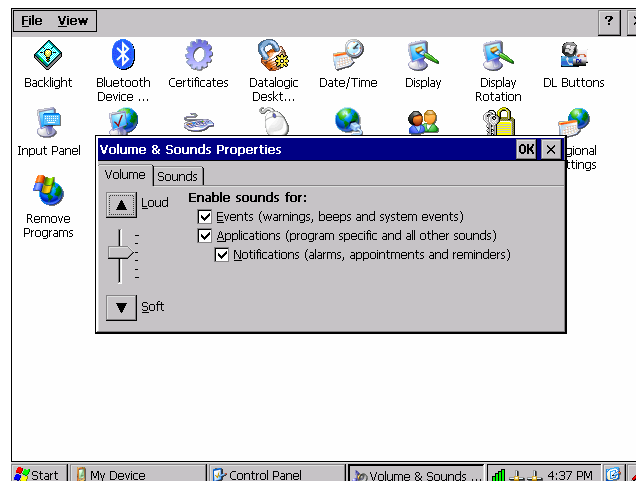 File View ?
Backlight Bluetooth Device ... Certificates Datalogic Deskt... Date/Time Display Display Rotation DL Buttons
Input Panel
Volume & Sounds Properties OK ×
Volume Sounds
Loud
Enable sounds for:
Events (warnings, beeps and system events)
Applications (program specific and all other sounds)
Notifications (alarms, appointments and reminders)
Soft
Remove Programs
Start My Device Control Panel Volume & Sounds ... 4:37 PM